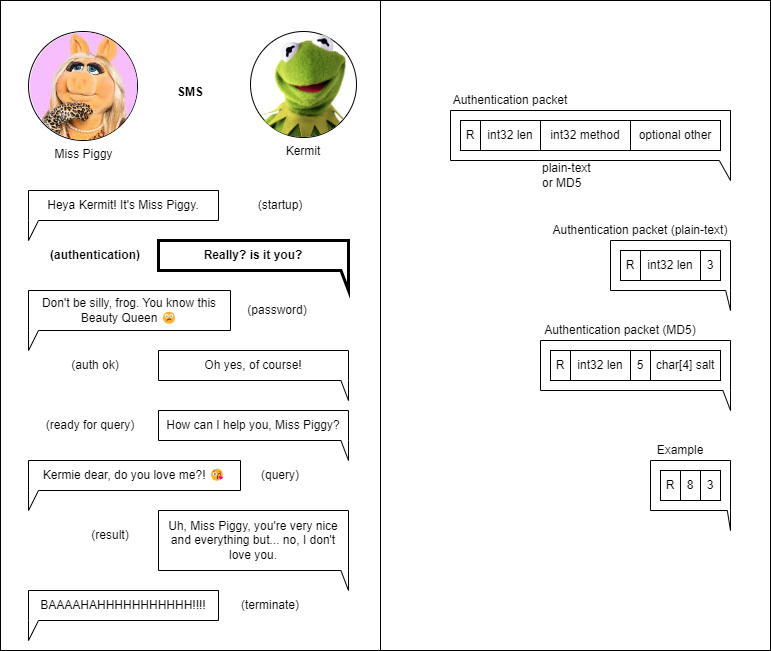 SMS
Miss Piggy
Kermit
Heya Kermit! It's Miss Piggy.
(startup)
(authentication)
Really? is it you?
Don't be silly, frog. You know this
Beauty Queen 😰
(password)
(auth ok)
Oh yes, of course!
(ready for query)
How can I help you, Miss Piggy?
Kermie dear, do you love me?! 😘
(query)
(result)
Uh, Miss Piggy, you're very nice
and everything but... no, I don't
love you.
BAAAAHAHHHHHHHHHHH!!!!
(terminate)
Authentication packet
R int32 len int32 method optional other
plain-text
or MD5
Authentication packet (plain-text)
R int32 len 3
Authentication packet (MD5)
R int32 len 5 char[4] salt
Example
R 8 3